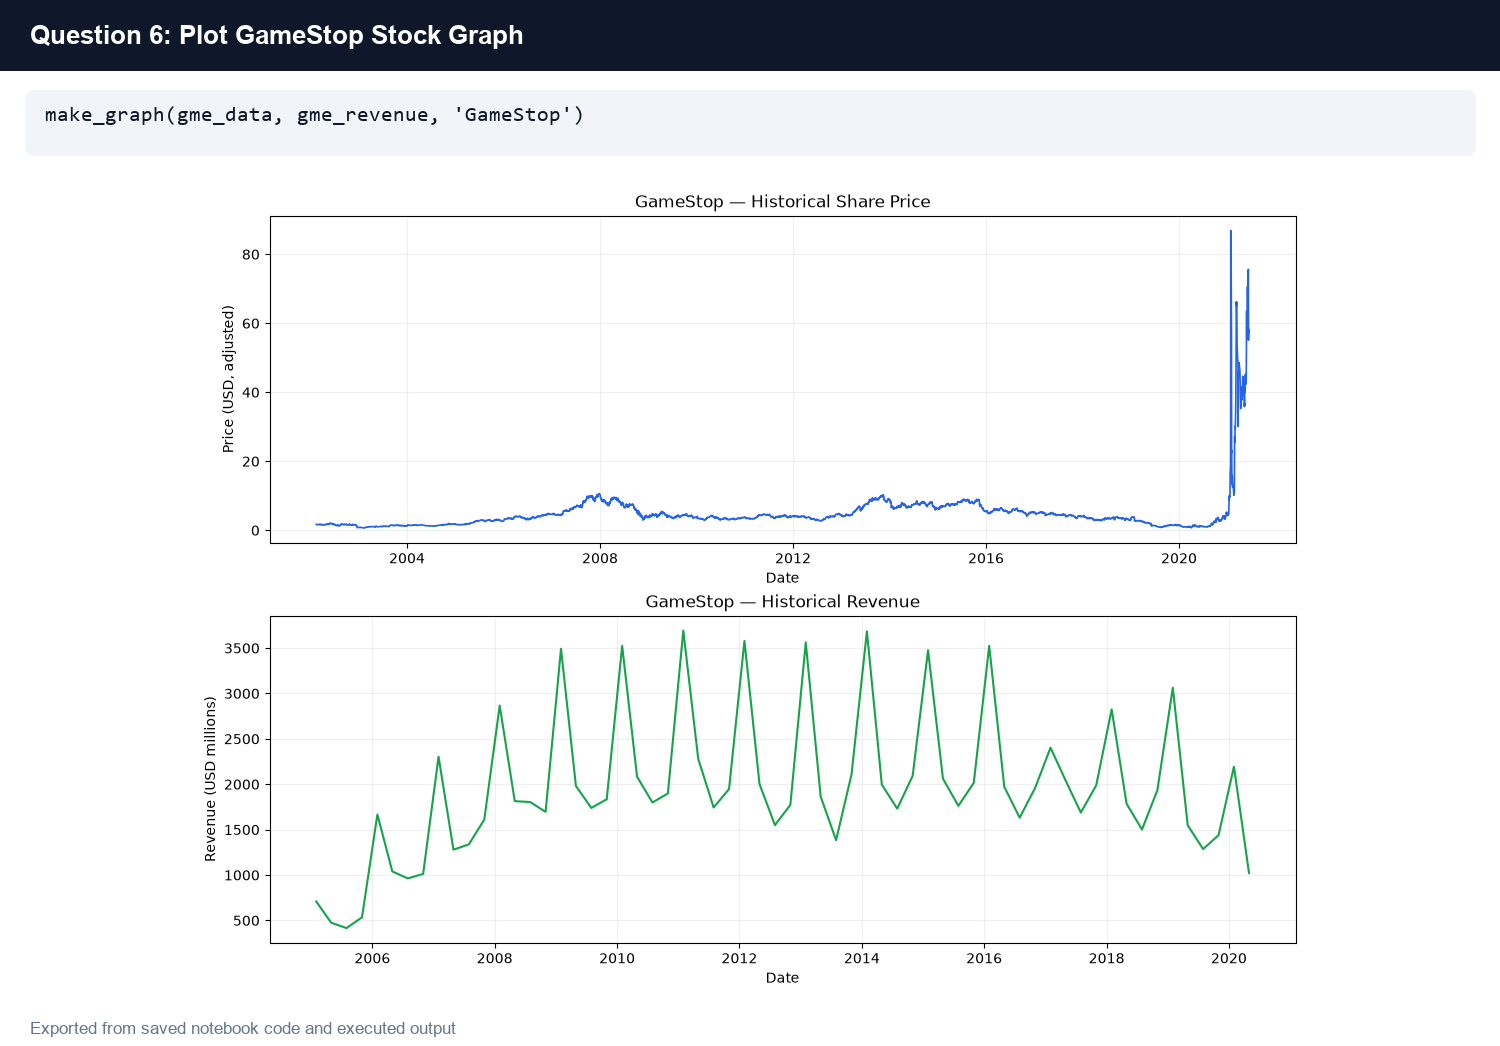 Question 6: Plot GameStop Stock Graph
make_graph(gme_data, gme_revenue, 'GameStop')
GameStop — Historical Share Price
Price (USD, adjusted)
80
60
40
20
0
2004 2008 2012 2016 2020
Date
GameStop — Historical Revenue
Revenue (USD millions)
3500
3000
2500
2000
1500
1000
500
2006 2008 2010 2012 2014 2016 2018 2020
Date
Exported from saved notebook code and executed output